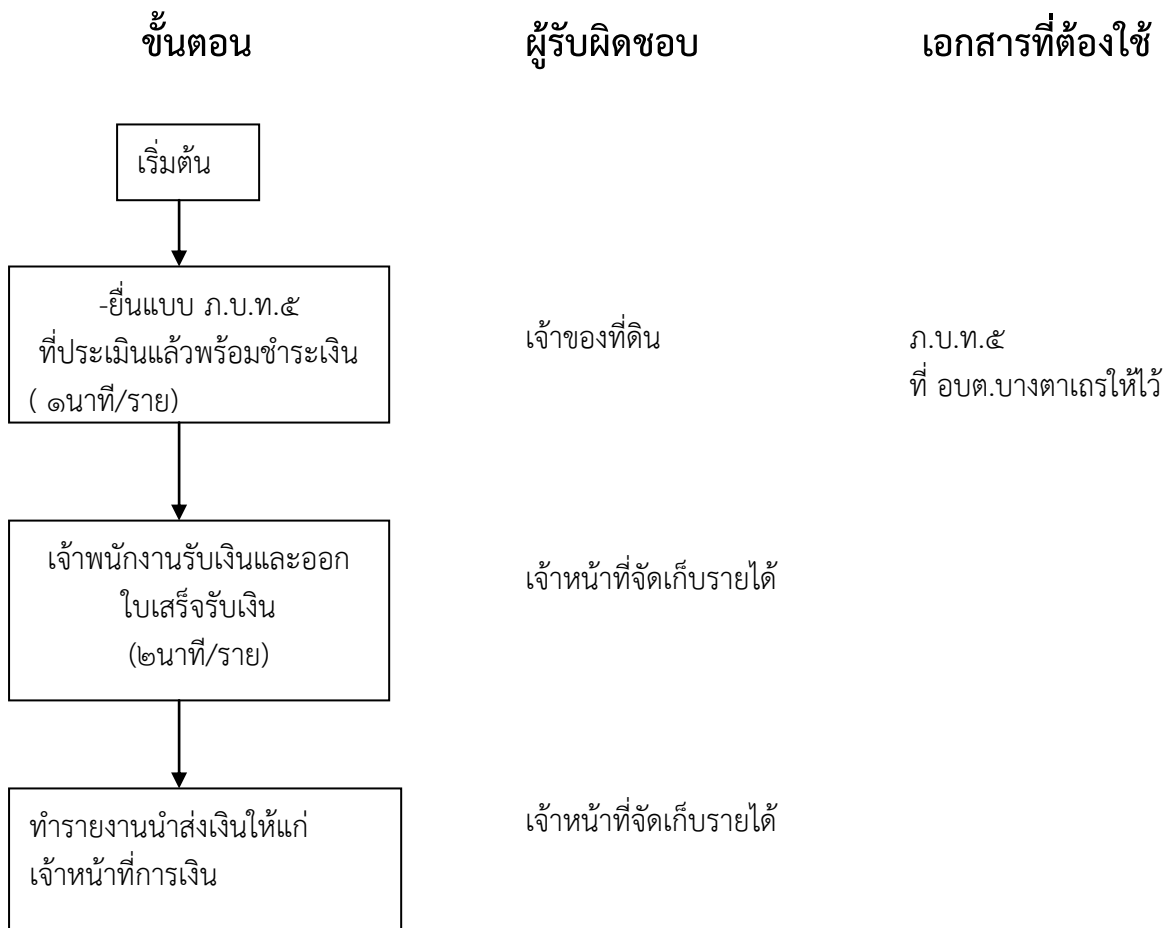 ขั้นตอน ผู้รับผิดชอบ เอกสารที่ต้องใช้
เริ่มต้น
-ยื่นแบบ ภ.บ.ท.๕
ที่ประเมินแล้วพร้อมชำระเงิน
( ๑นาที/ราย)
เจ้าของที่ดิน
ภ.บ.ท.๕
ที่ อบต.บางตาเถรให้ไว้
เจ้าพนักงานรับเงินและออก
ใบเสร็จรับเงิน
(๒นาที/ราย)
เจ้าหน้าที่จัดเก็บรายได้
ทำรายงานนำส่งเงินให้แก่
เจ้าหน้าที่การเงิน
เจ้าหน้าที่จัดเก็บรายได้